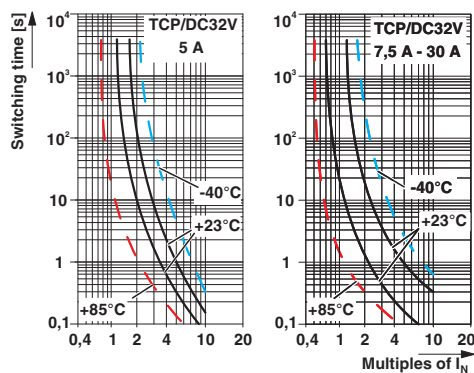 Switching time [s]
10⁴
TCP/DC32V
5 A
10³
10²
10
1
0,1
-40°C
+23°C
+85°C
0,4 1 2 4 6 10 20
10⁴
TCP/DC32V
7,5 A - 30 A
10³
10²
10
1
0,1
-40°C
+23°C
+85°C
0,4 1 2 4 10 20
Multiples of I_N